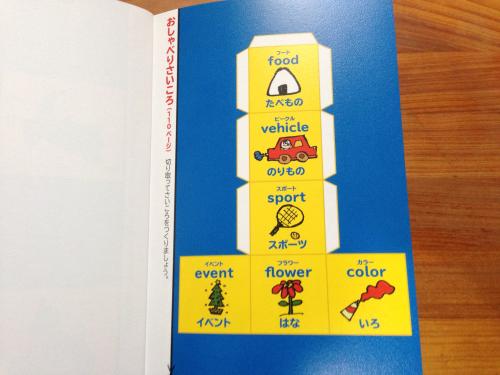 おしゃべりさいころ（110ページ）
切り取ってさいころをつくりましょう。
フード
food
たべもの
ビークル
vehicle
のりもの
スポート
sport
スポーツ
イベント
event
イベント
フラワー
flower
はな
カラー
color
いろ